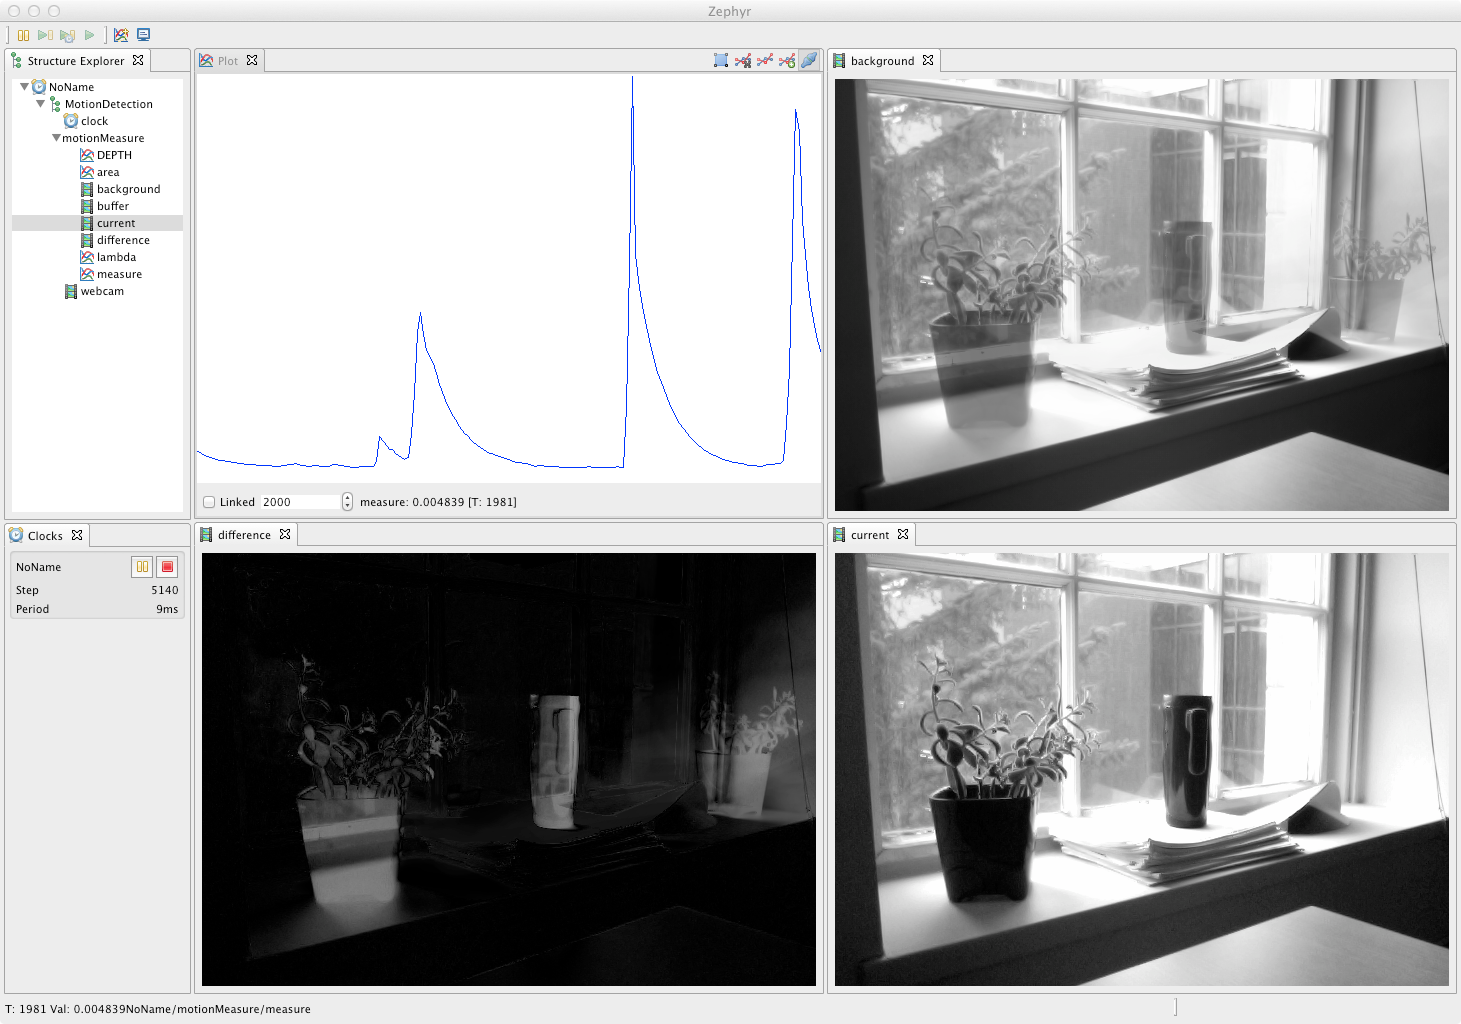 Zephyr
Structure Explorer
NoName
MotionDetection
clock
motionMeasure
DEPTH
area
background
buffer
current
difference
lambda
measure
webcam
Plot
Linked 2000 measure: 0.004839 [T: 1981]
background
Clocks
NoName
Step 5140
Period 9ms
difference
current
T: 1981 Val: 0.004839NoName/motionMeasure/measure